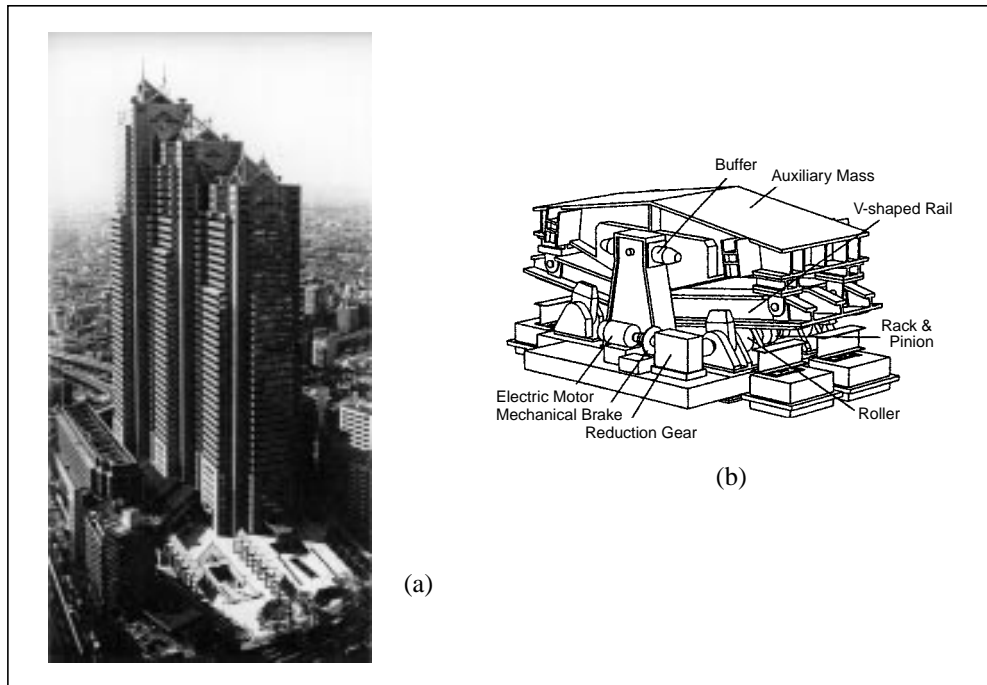 Buffer
Auxiliary Mass
V-shaped Rail
Rack &
Pinion
Electric Motor
Mechanical Brake
Reduction Gear
Roller
(b)
(a)